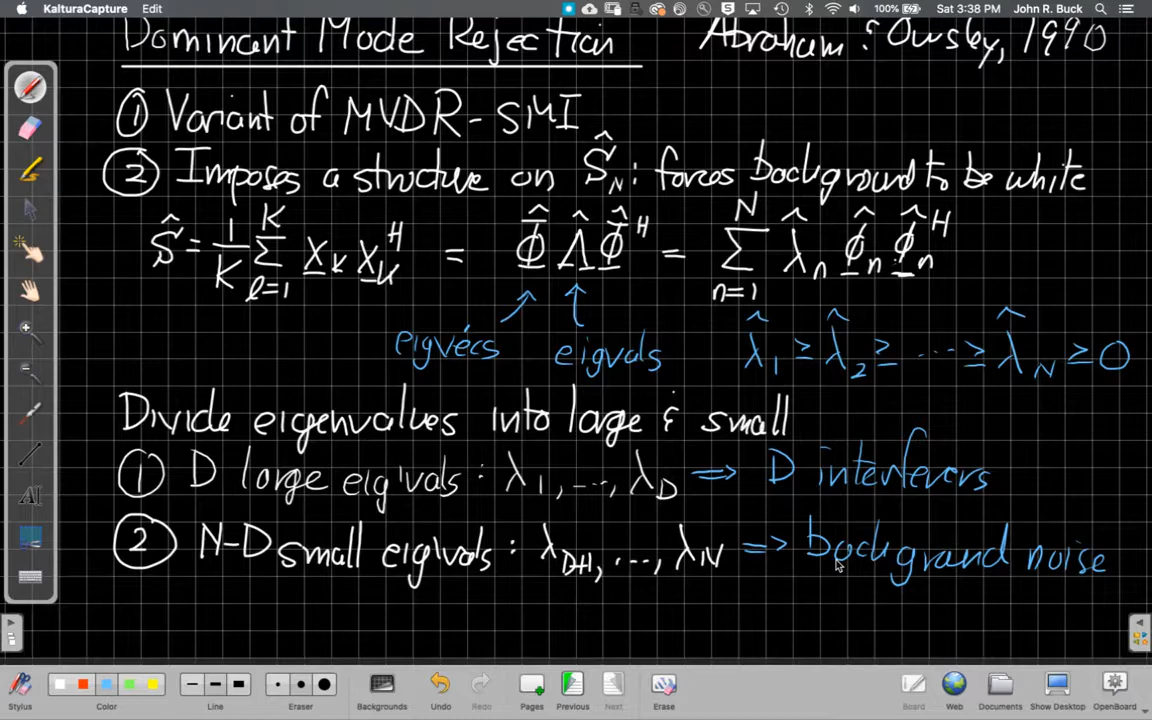 KalturaCapture Edit 100% Sat 3:38 PM John R. Buck
Dominant Mode Rejection Abraham & Owsley, 1990
① Variant of MVDR-SMI
② Imposes a structure on Ŝ_N: forces background to be white
Ŝ = 1/K Σ_{l=1}^{K} x_k x_k^H = Φ̂ Λ̂ Φ̂^H = Σ_{n=1}^{N} λ̂_n φ̂_n φ̂_n^H
eigvecs eigvals λ̂_1 ≥ λ̂_2 ≥ ... ≥ λ̂_N ≥ 0
Divide eigenvalues into large & small
① D large eigvals: λ_1, ..., λ_D ⇒ D interferers
② N-D small eigvals: λ_{D+1}, ..., λ_N ⇒ background noise
Stylus Color Line Eraser Backgrounds Undo Redo Pages Previous Next Erase Board Web Documents Show Desktop OpenBoard